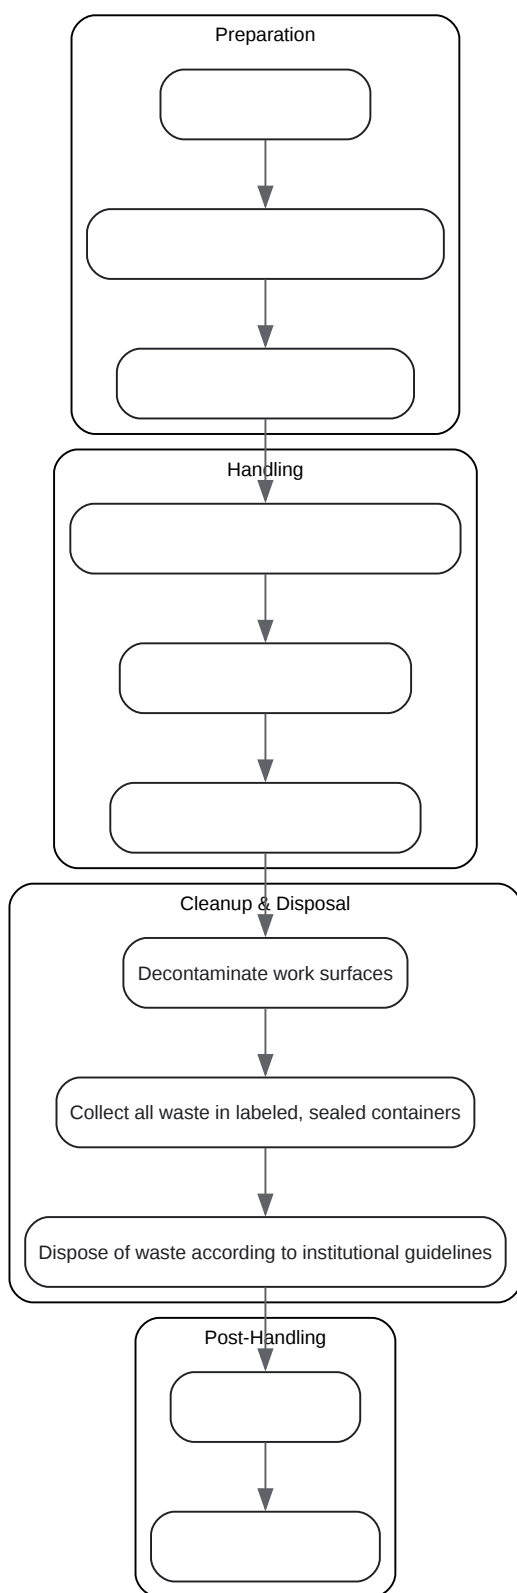 Preparation
Handling
Cleanup & Disposal
Decontaminate work surfaces
Collect all waste in labeled, sealed containers
Dispose of waste according to institutional guidelines
Post-Handling